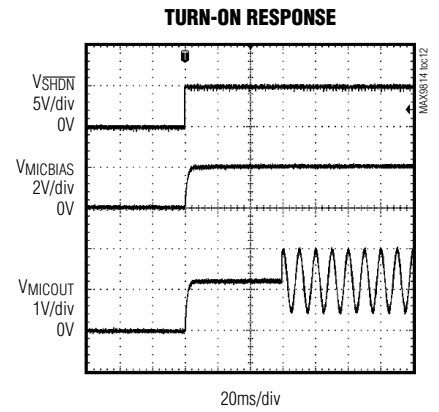 TURN-ON RESPONSE
MAX9814 toc12
VSHDN
5V/div
0V
VMICBIAS
2V/div
0V
VMICOUT
1V/div
0V
20ms/div